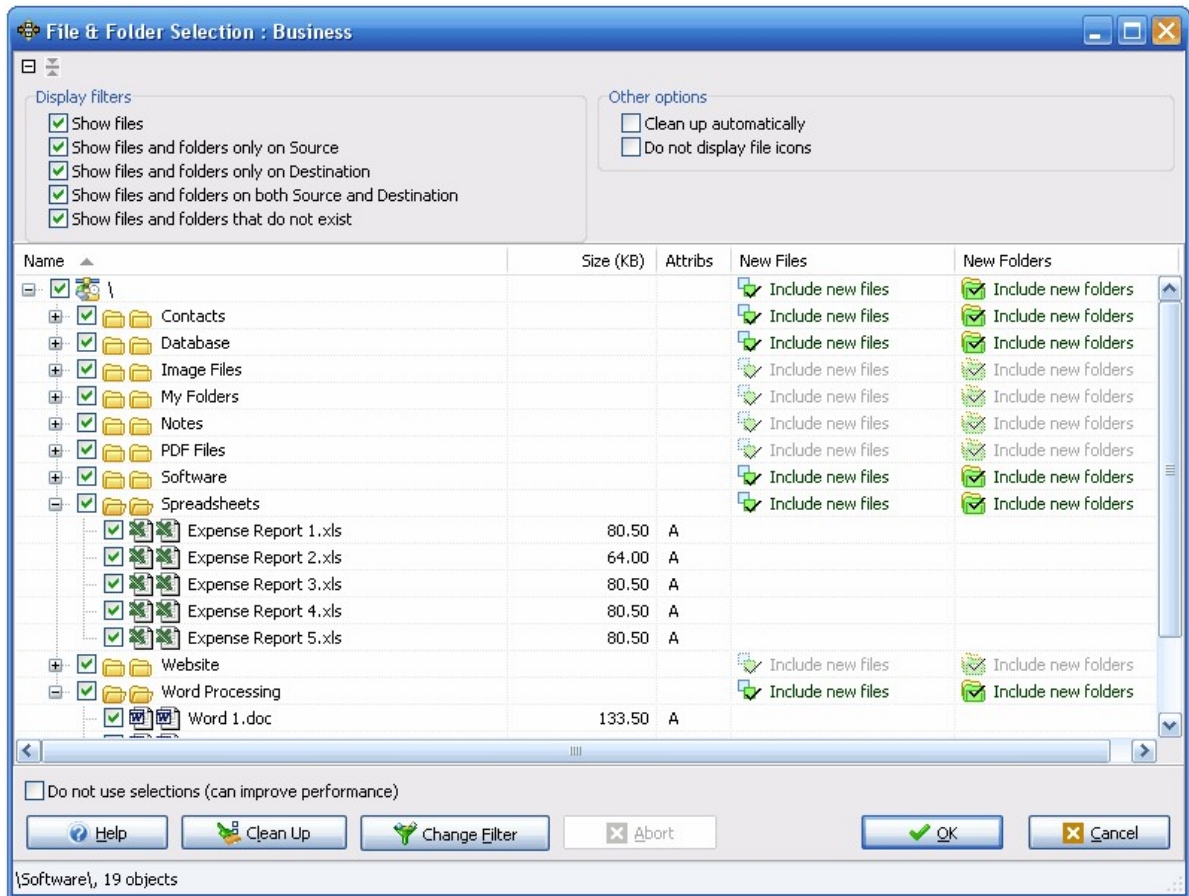 File & Folder Selection : Business
Display filters
Other options
Show files
Clean up automatically
Show files and folders only on Source
Do not display file icons
Show files and folders only on Destination
Show files and folders on both Source and Destination
Show files and folders that do not exist
Name Size (KB) Attribs New Files New Folders
\ Include new files Include new folders
Contacts Include new files Include new folders
Database Include new files Include new folders
Image Files Include new files Include new folders
My Folders Include new files Include new folders
Notes Include new files Include new folders
PDF Files Include new files Include new folders
Software Include new files Include new folders
Spreadsheets Include new files Include new folders
Expense Report 1.xls 80.50 A
Expense Report 2.xls 64.00 A
Expense Report 3.xls 80.50 A
Expense Report 4.xls 80.50 A
Expense Report 5.xls 80.50 A
Website Include new files Include new folders
Word Processing Include new files Include new folders
Word 1.doc 133.50 A
Do not use selections (can improve performance)
Help Clean Up Change Filter Abort OK Cancel
\Software\, 19 objects